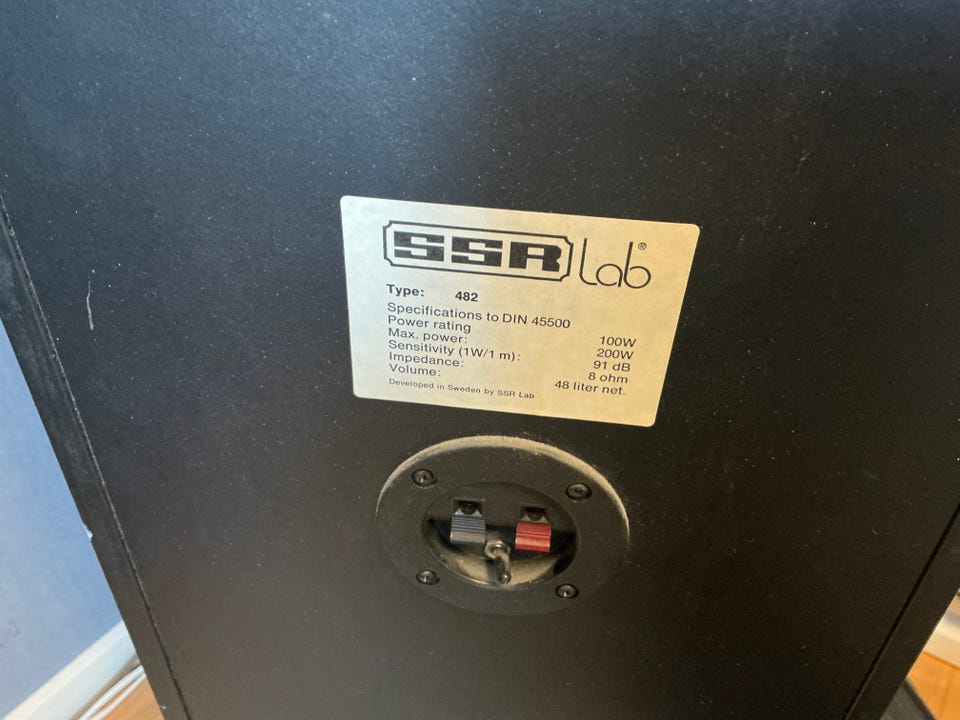 SSR Lab®
Type: 482
Specifications to DIN 45500
Power rating 100W
Max. power: 200W
Sensitivity (1W/1 m): 91 dB
Impedance: 8 ohm
Volume: 48 liter net.
Developed in Sweden by SSR Lab